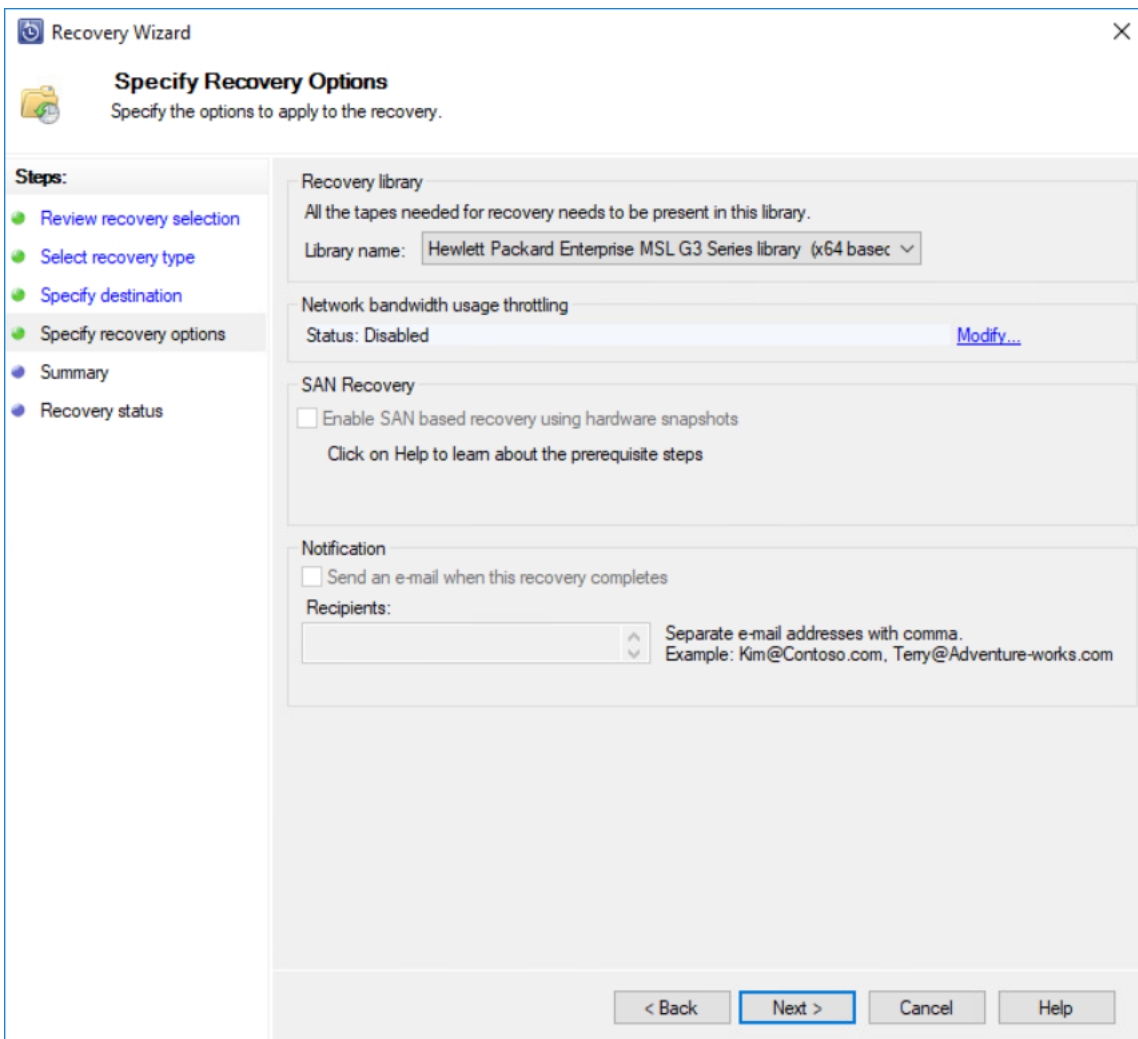 Recovery Wizard
Specify Recovery Options
Specify the options to apply to the recovery.
Steps:
Review recovery selection
Select recovery type
Specify destination
Specify recovery options
Summary
Recovery status
Recovery library
All the tapes needed for recovery needs to be present in this library.
Library name: Hewlett Packard Enterprise MSL G3 Series library (x64 basec
Network bandwidth usage throttling
Status: Disabled Modify...
SAN Recovery
Enable SAN based recovery using hardware snapshots
Click on Help to learn about the prerequisite steps
Notification
Send an e-mail when this recovery completes
Recipients:
Separate e-mail addresses with comma.
Example: Kim@Contoso.com, Terry@Adventure-works.com
< Back Next > Cancel Help